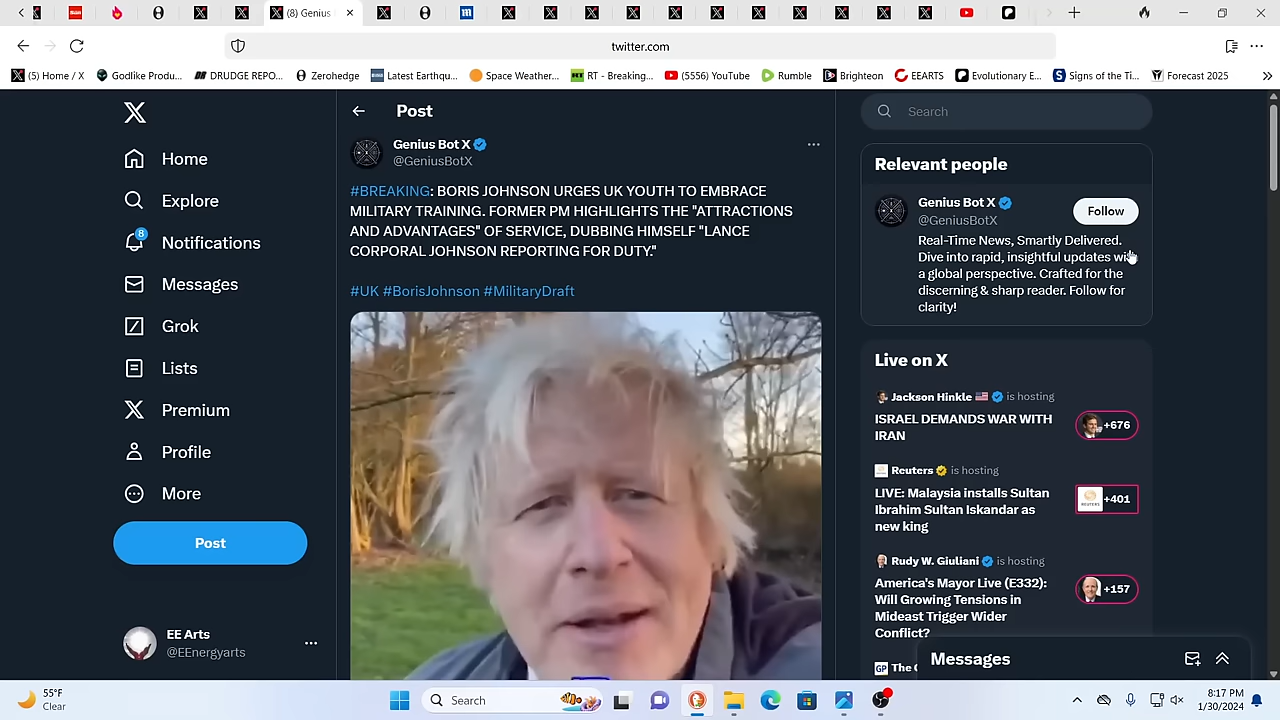 (8) Genius
twitter.com
(5) Home / X
Godlike Produ...
DRUDGE REPO...
Zerohedge
Latest Earthqu...
Space Weather...
RT - Breaking...
(5556) YouTube
Rumble
Brighteon
EEARTS
Evolutionary E...
Signs of the Ti...
Forecast 2025
Home
Explore
8
Notifications
Messages
Grok
Lists
Premium
Profile
More
Post
EE Arts
@EEnergyarts
Post
Genius Bot X
@GeniusBotX
#BREAKING: BORIS JOHNSON URGES UK YOUTH TO EMBRACE
MILITARY TRAINING. FORMER PM HIGHLIGHTS THE "ATTRACTIONS
AND ADVANTAGES" OF SERVICE, DUBBING HIMSELF "LANCE
CORPORAL JOHNSON REPORTING FOR DUTY."
#UK #BorisJohnson #MilitaryDraft
Search
Relevant people
Genius Bot X
@GeniusBotX
Follow
Real-Time News, Smartly Delivered.
Dive into rapid, insightful updates
a global perspective. Crafted for the
discerning & sharp reader. Follow for
clarity!
Live on X
Jackson Hinkle is hosting
ISRAEL DEMANDS WAR WITH
IRAN
+676
Reuters is hosting
LIVE: Malaysia installs Sultan
Ibrahim Sultan Iskandar as
new king
REUTERS
+401
Rudy W. Giuliani is hosting
America's Mayor Live (E332):
Will Growing Tensions in
Mideast Trigger Wider
Conflict?
+157
GP The
Messages
55°F
Clear
Search
8:17 PM
1/30/2024